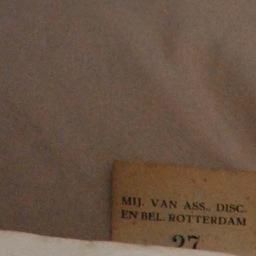 MIJ. VAN ASS., DISC.
EN BEL. ROTTERDAM
27